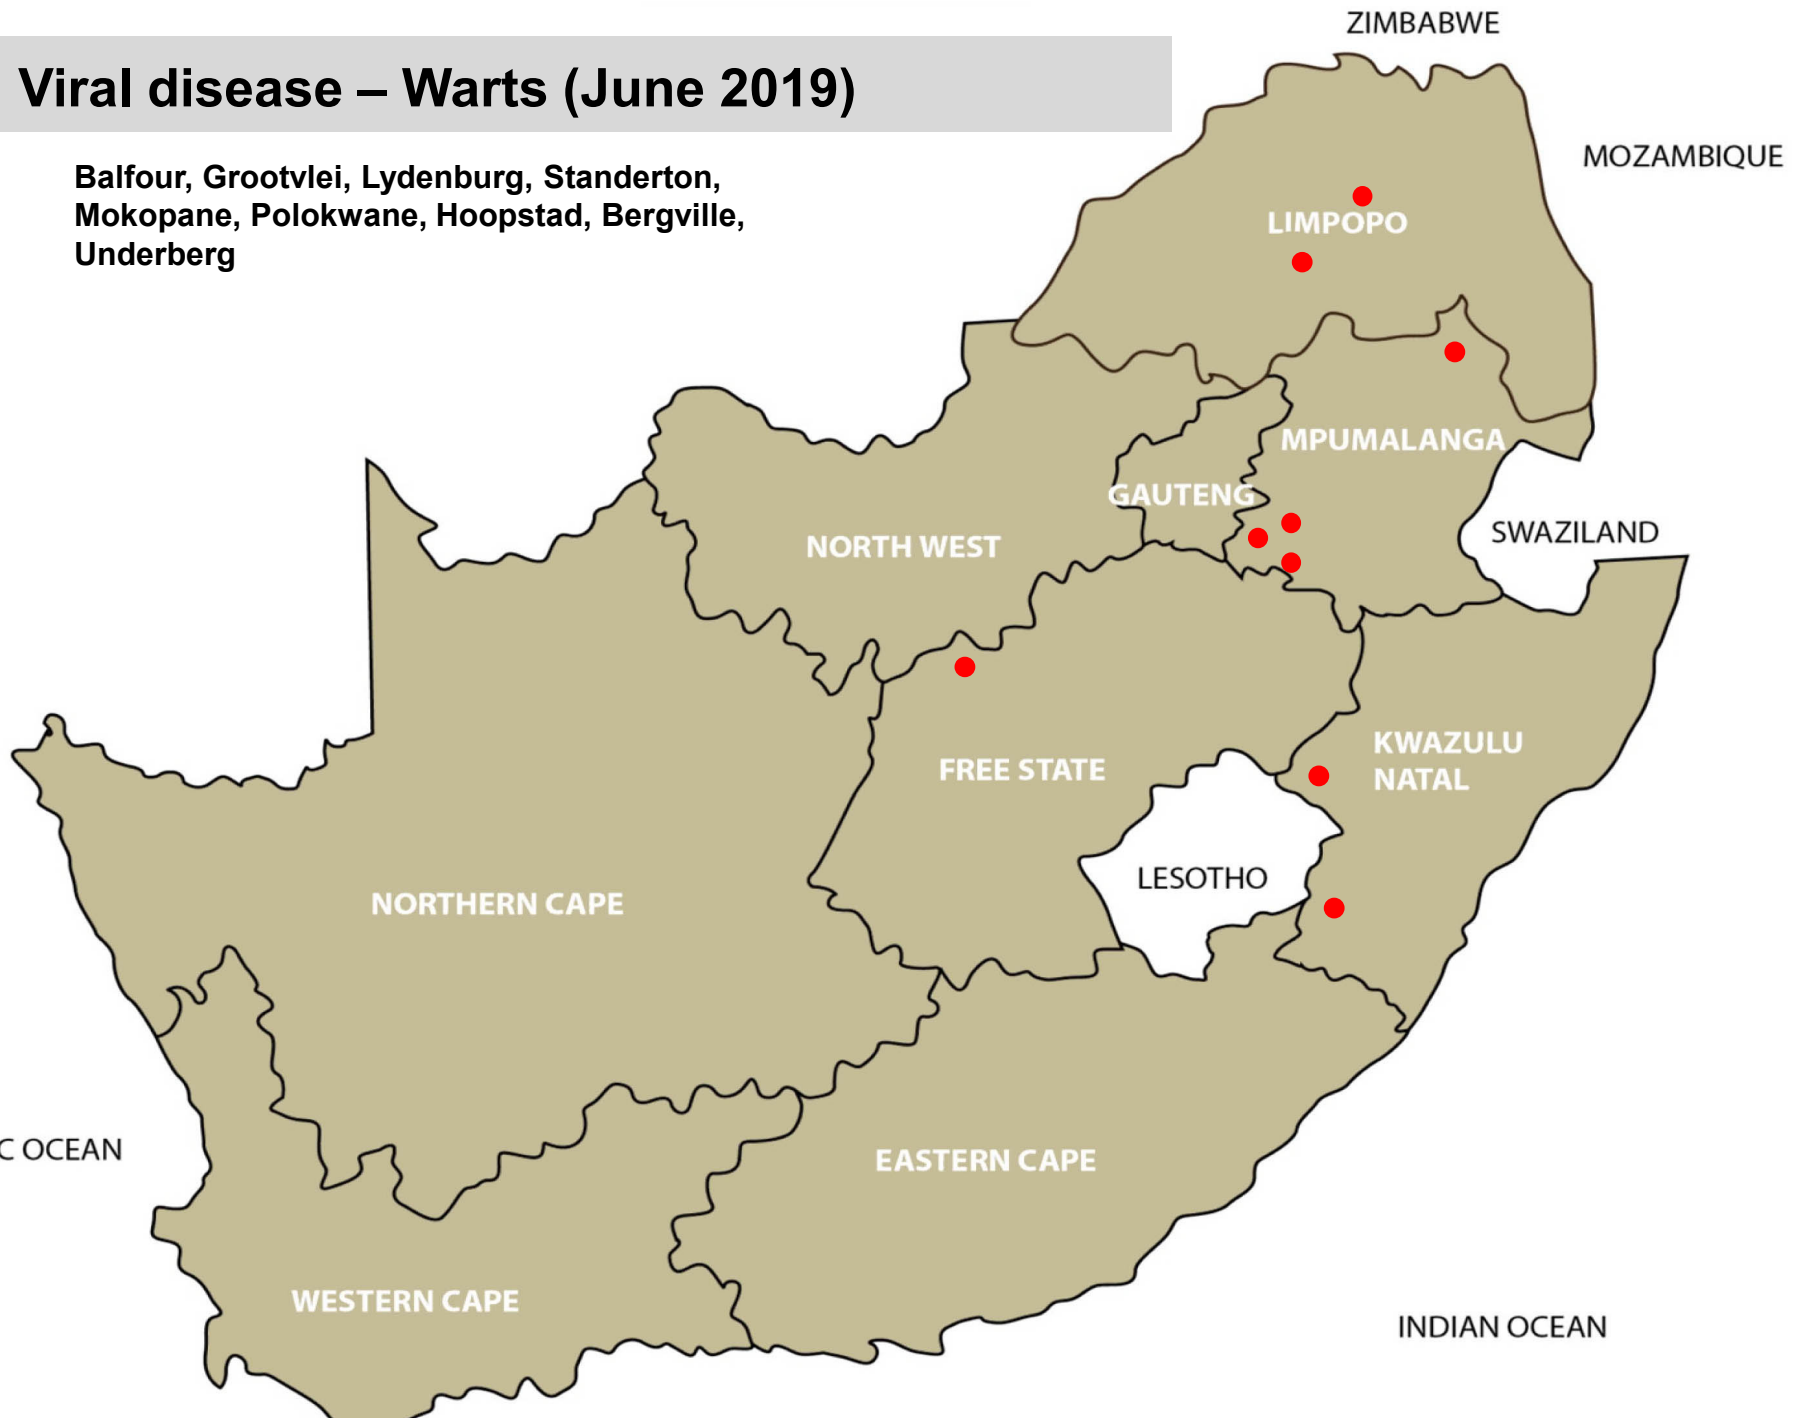 ZIMBABWE
Viral disease – Warts (June 2019)
MOZAMBIQUE
Balfour, Grootvlei, Lydenburg, Standerton,
Mokopane, Polokwane, Hoopstad, Bergville,
Underberg
LIMPOPO
MPUMALANGA
GAUTENG
SWAZILAND
NORTH WEST
KWAZULU
NATAL
FREE STATE
LESOTHO
NORTHERN CAPE
C OCEAN
EASTERN CAPE
WESTERN CAPE
INDIAN OCEAN